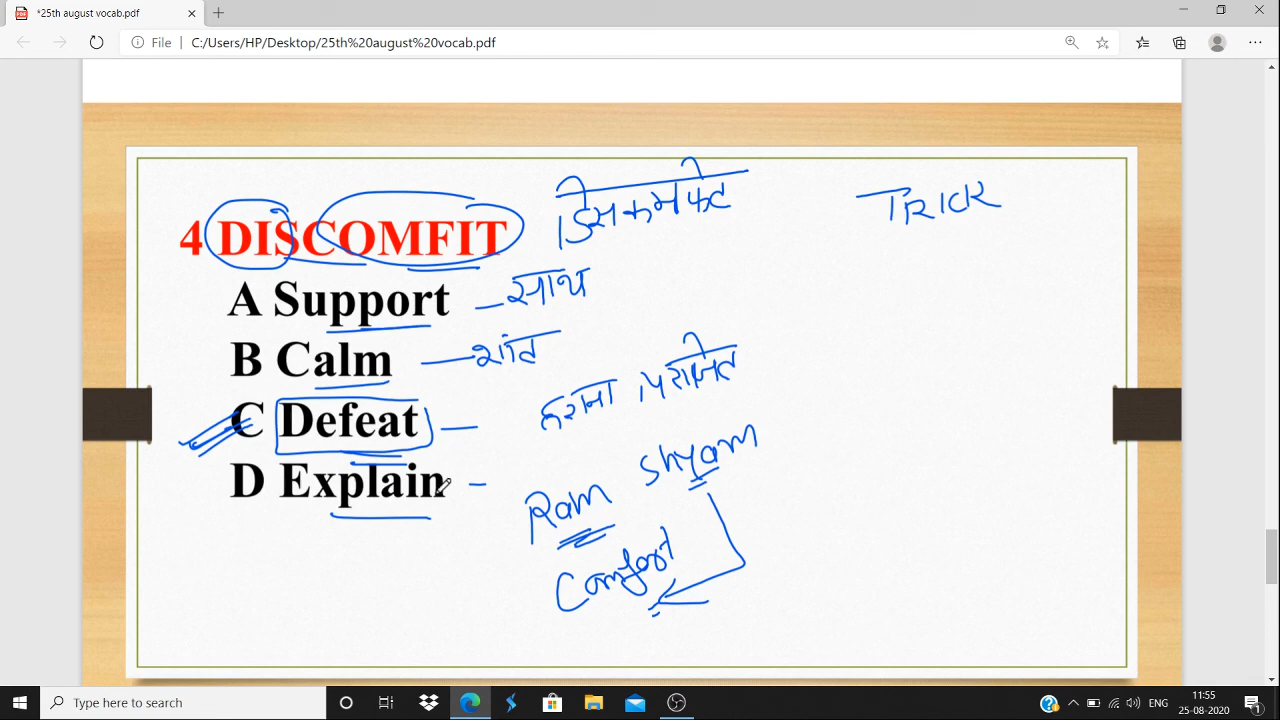 *25th august vocab.pdf
File C:/Users/HP/Desktop/25th%20august%20vocab.pdf
4 DISCOMFIT डिसकमफेट TRICK
A Support – साथ
B Calm – शांत
C Defeat – हराना / पराजित
D Explain –
Ram Shyam
Comfort
Type here to search
ENG
11:55
25-08-2020
1